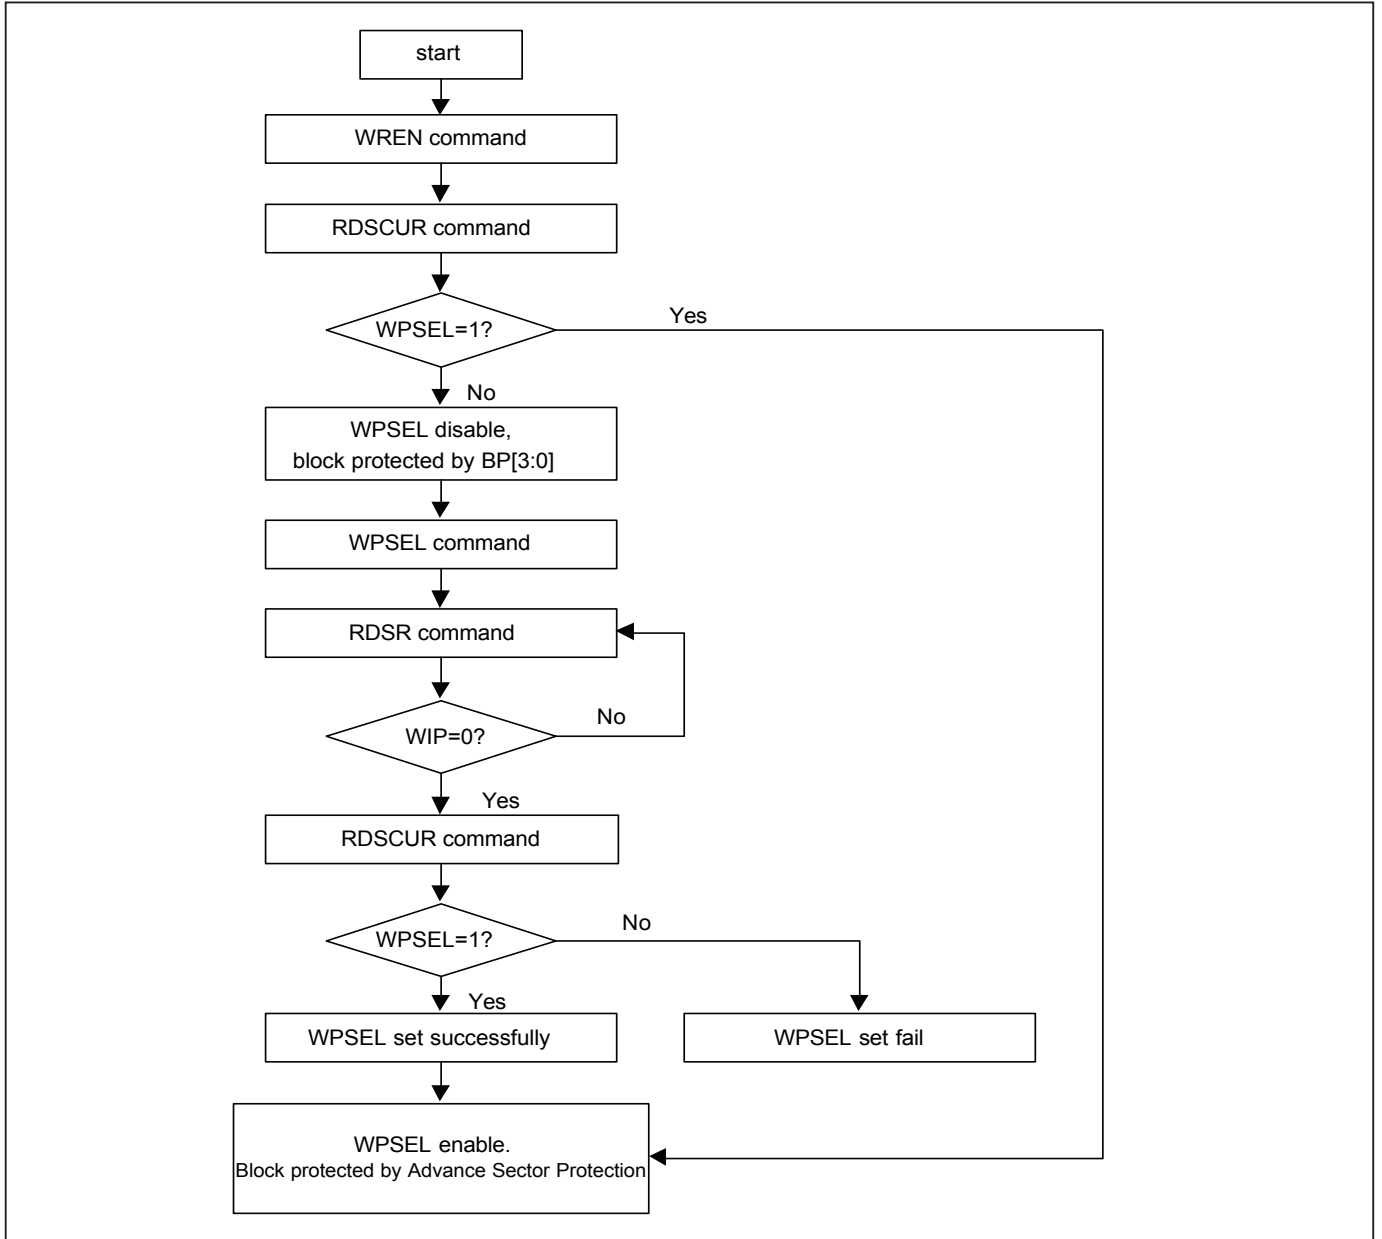 start
WREN command
RDSCUR command
WPSEL=1?
Yes
No
WPSEL disable,
block protected by BP[3:0]
WPSEL command
RDSR command
WIP=0?
No
Yes
RDSCUR command
WPSEL=1?
No
Yes
WPSEL set successfully
WPSEL set fail
WPSEL enable.
Block protected by Advance Sector Protection